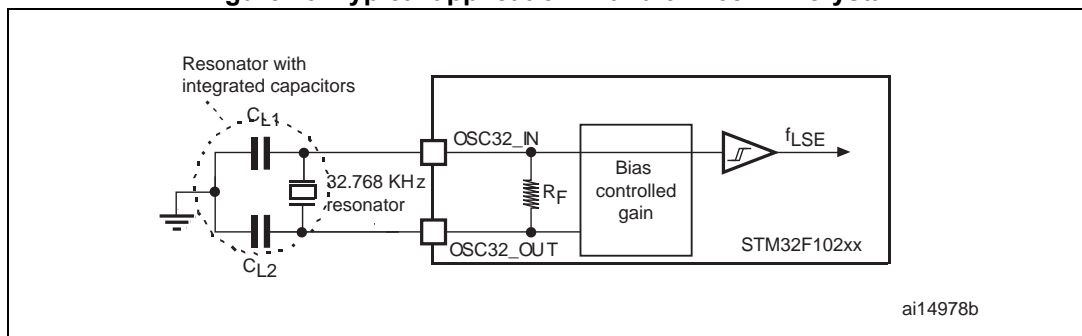 Resonator with
integrated capacitors
CL1
OSC32_IN
fLSE
32.768 KHz
resonator
RF
Bias
controlled
gain
OSC32_OUT
STM32F102xx
CL2
ai14978b